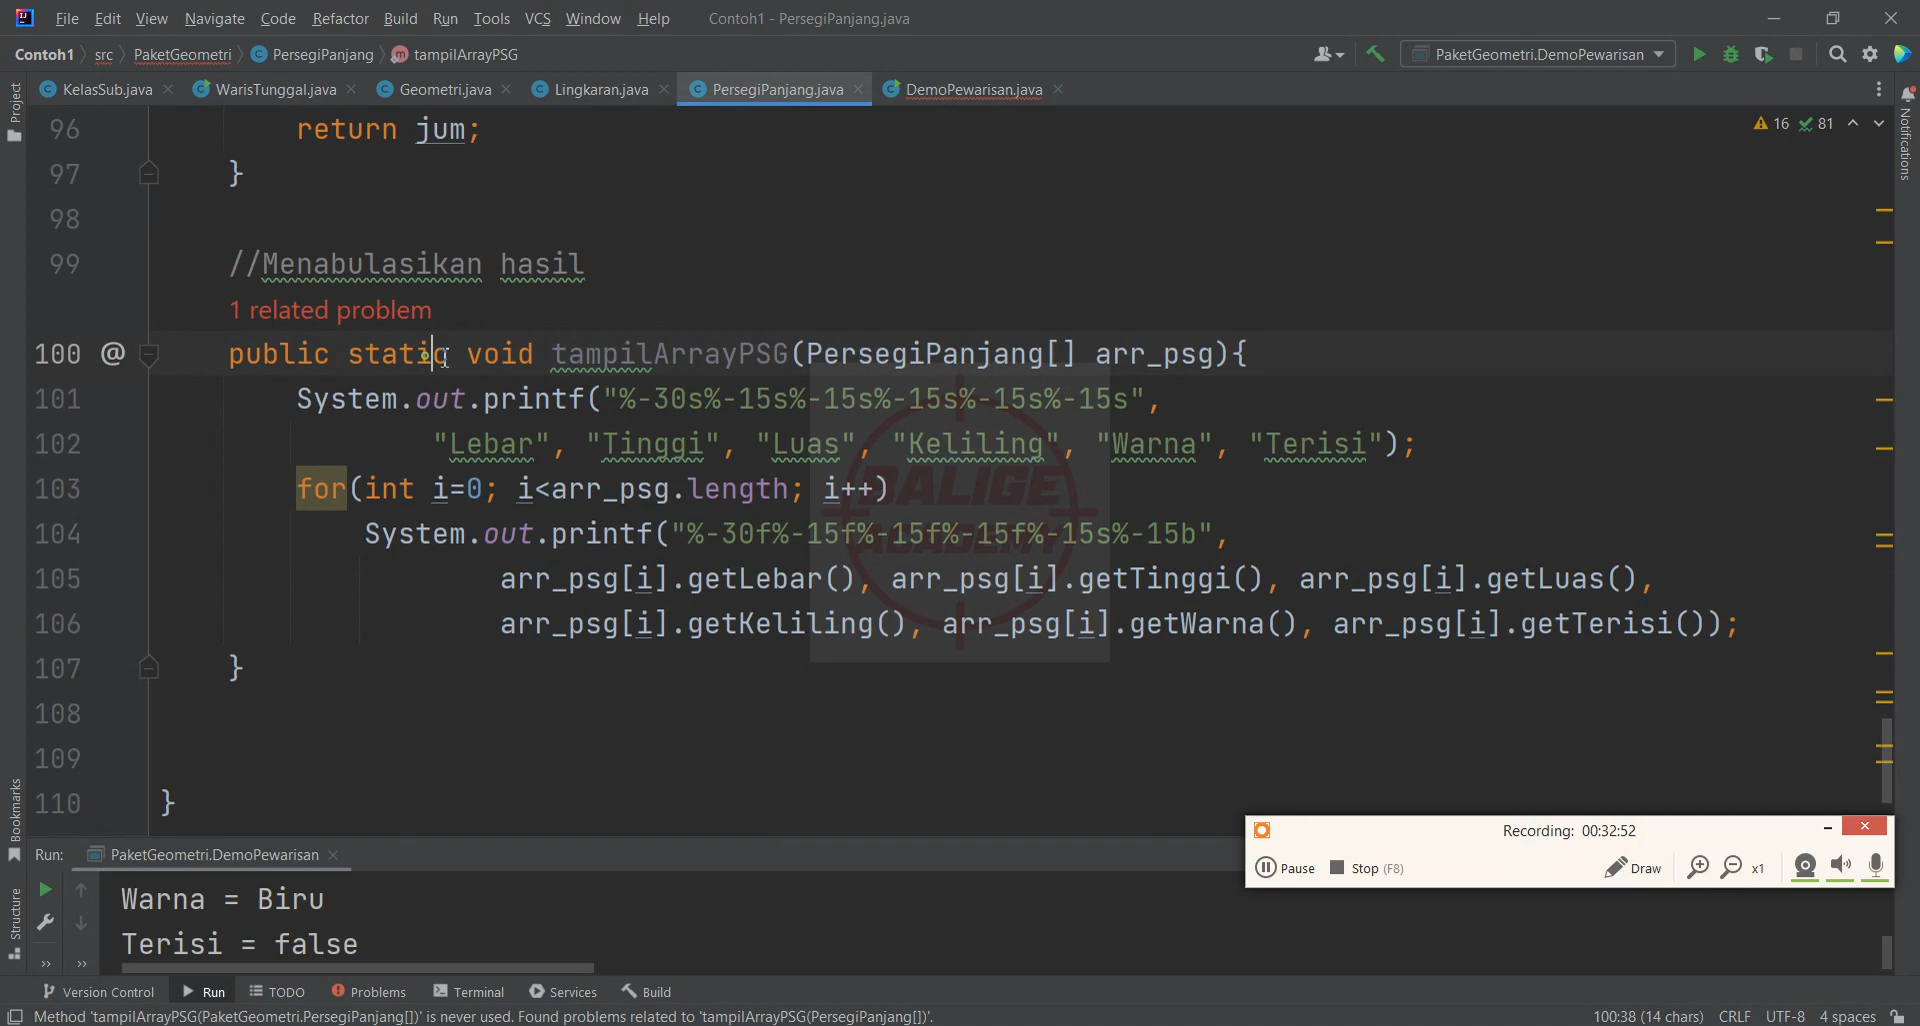 File Edit View Navigate Code Refactor Build Run Tools VCS Window Help Contoh1 - PersegiPanjang.java
Contoh1 src PaketGeometri PersegiPanjang tampilArrayPSG PaketGeometri.DemoPewarisan
Project
KelasSub.java WarisTunggal.java Geometri.java Lingkaran.java PersegiPanjang.java DemoPewarisan.java
Notifications
16 81
96 return jum;
97 }
98
99 //Menabulasikan hasil
1 related problem
100 @ public static void tampilArrayPSG(PersegiPanjang[] arr_psg){
101 System.out.printf("%-30s%-15s%-15s%-15s%-15s%-15s",
102 "Lebar", "Tinggi", "Luas", "Keliling", "Warna", "Terisi");
103 for(int i=0; i<arr_psg.length; i++)
104 System.out.printf("%-30f%-15f%-15f%-15f%-15s%-15b",
105 arr_psg[i].getLebar(), arr_psg[i].getTinggi(), arr_psg[i].getLuas(),
106 arr_psg[i].getKeliling(), arr_psg[i].getWarna(), arr_psg[i].getTerisi());
107 }
108
109
110 }
BALIGE
ACADEMY
Bookmarks
Structure
Recording: 00:32:52
Pause Stop (F8) Draw x1
Run: PaketGeometri.DemoPewarisan
Warna = Biru
Terisi = false
Version Control Run TODO Problems Terminal Services Build
Method 'tampilArrayPSG(PaketGeometri.PersegiPanjang[])' is never used. Found problems related to 'tampilArrayPSG(PersegiPanjang[])'. 100:38 (14 chars) CRLF UTF-8 4 spaces